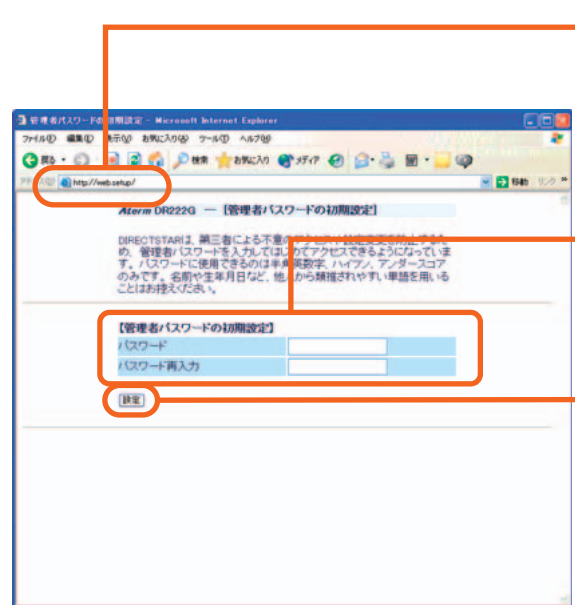 管理者パスワードの初期設定 - Microsoft Internet Explorer
ファイル(F) 編集(E) 表示(V) お気に入り(A) ツール(T) ヘルプ(H)
戻る 検索 お気に入り メディア
http://web.setup/ 移動 リンク
Aterm DR222G ― 【管理者パスワードの初期設定】
DIRECTSTARは、第三者による不意の
め、管理者パスワードを入力してはじめてアクセスできるようになっていま
す。パスワードに使用できるのは半角英数字、ハイフン、アンダースコア
のみです。名前や生年月日など、他人から類推されやすい単語を用いる
ことはお控えください。
【管理者パスワードの初期設定】
パスワード
パスワード再入力
設定